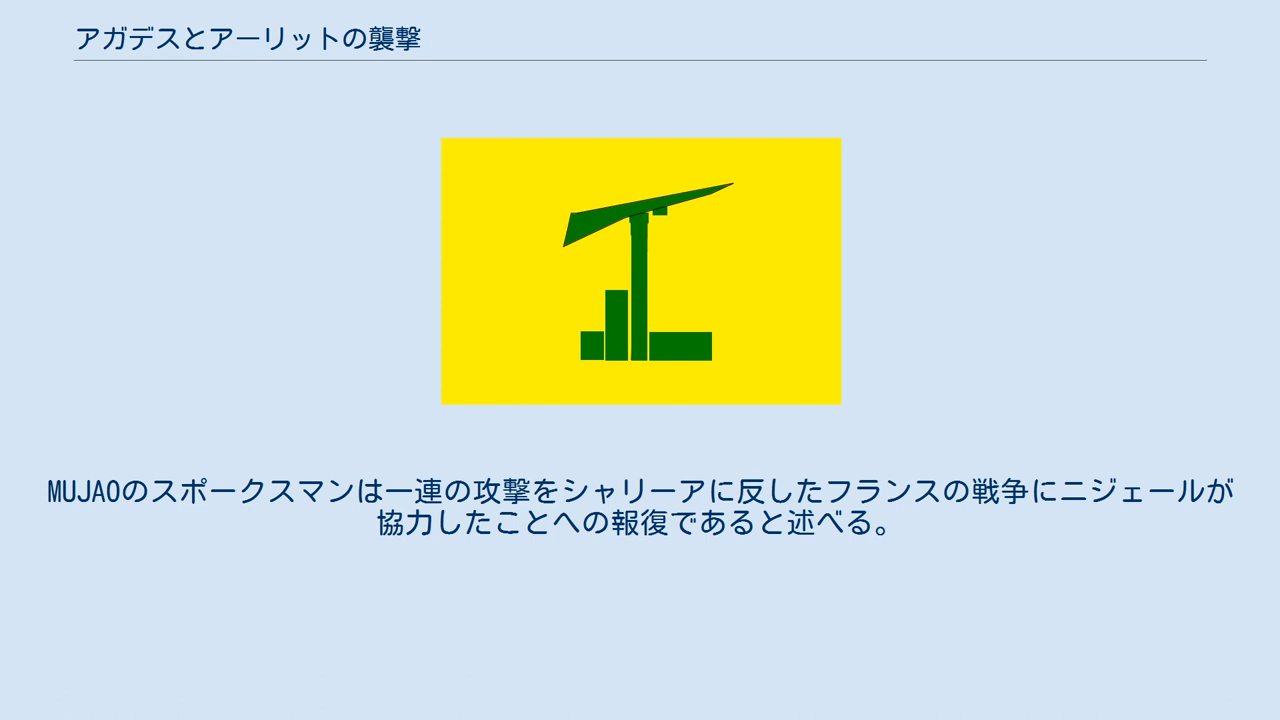 アガデスとアーリットの襲撃
MUJAOのスポークスマンは一連の攻撃をシャリーアに反したフランスの戦争にニジェールが
協力したことへの報復であると述べる。